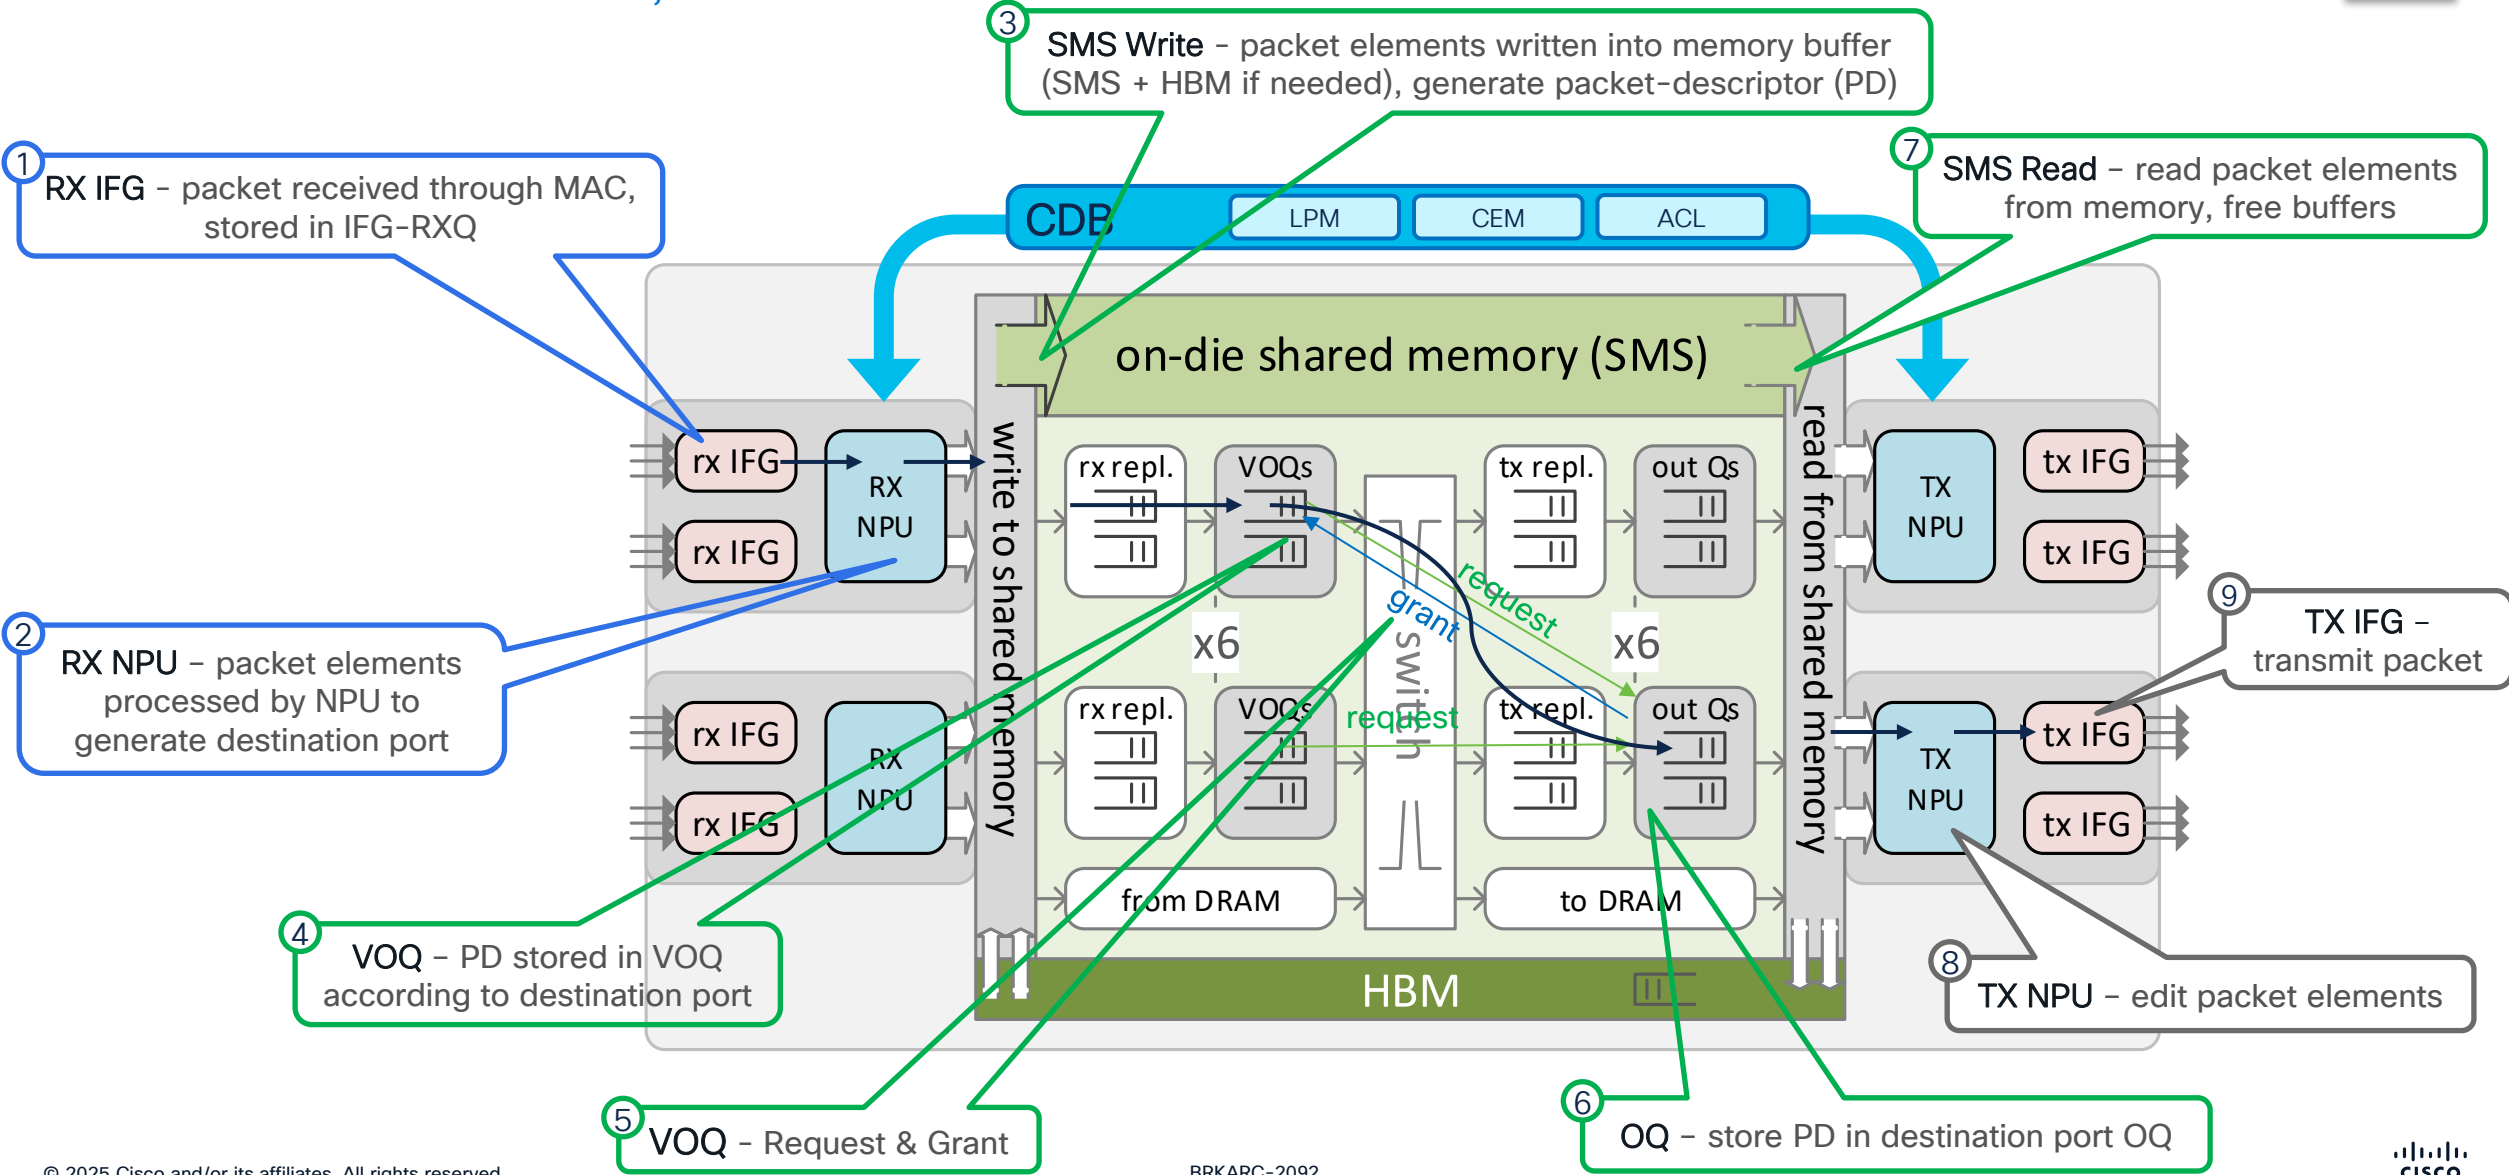 3
SMS Write - packet elements written into memory buffer
(SMS + HBM if needed), generate packet-descriptor (PD)
1
RX IFG - packet received through MAC,
stored in IFG-RXQ
7
SMS Read - read packet elements
from memory, free buffers
CDB
LPM
CEM
ACL
on-die shared memory (SMS)
write to shared memory
read from shared memory
rx IFG
rx IFG
RX
NPU
rx repl.
VOQs
tx repl.
out Qs
TX
NPU
tx IFG
tx IFG
request
grant
switch
x6
x6
2
RX NPU - packet elements
processed by NPU to
generate destination port
9
TX IFG -
transmit packet
rx IFG
rx IFG
RX
NPU
rx repl.
VOQs
request
tx repl.
out Qs
TX
NPU
tx IFG
tx IFG
from DRAM
to DRAM
HBM
4
VOQ - PD stored in VOQ
according to destination port
8
TX NPU - edit packet elements
5
VOQ - Request & Grant
6
OQ - store PD in destination port OQ
© 2025 Cisco and/or its affiliates. All rights reserved.
BRKARC-2092
CISCO